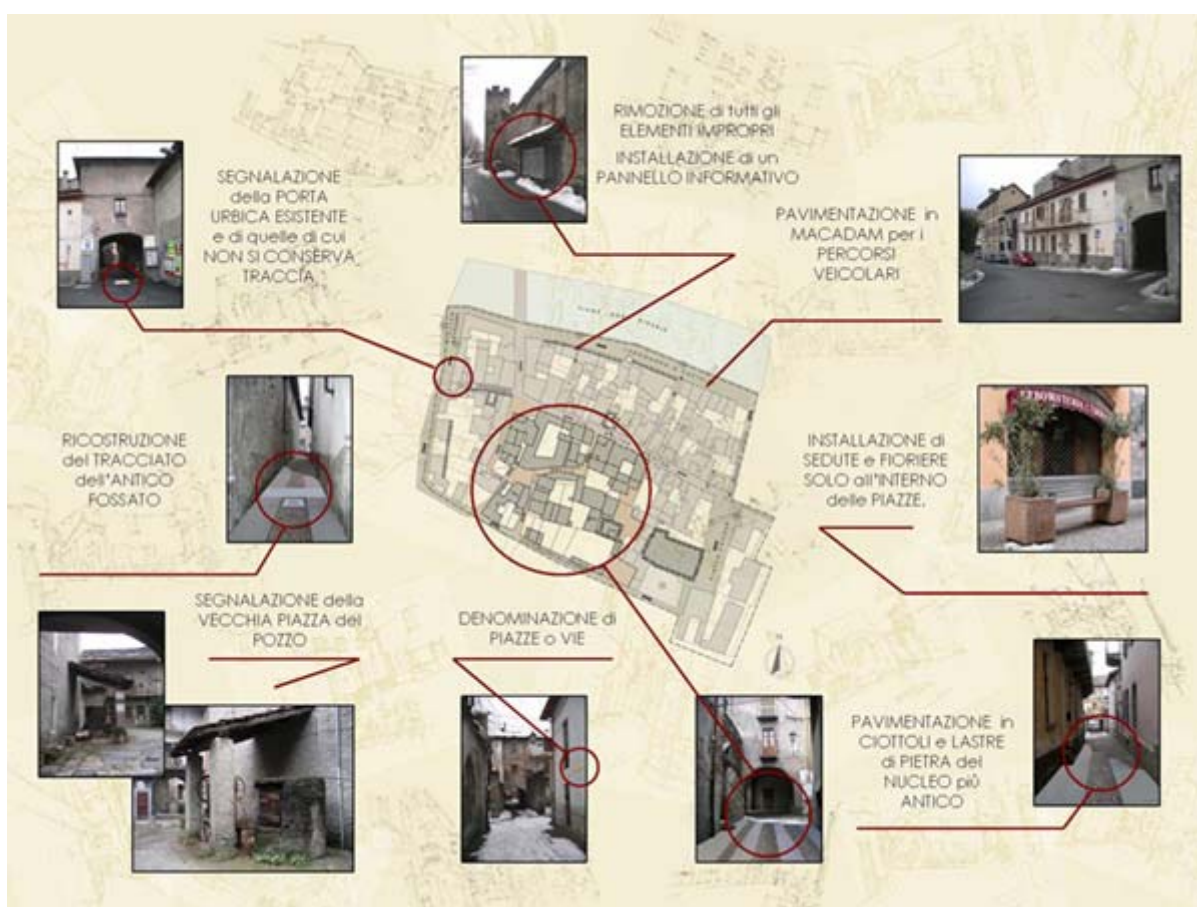 RIMOZIONE di tutti gli
ELEMENTI IMPROPRI
INSTALLAZIONE di un
PANNELLO INFORMATIVO
SEGNALAZIONE
della PORTA
URBICA ESISTENTE
e di quelle di cui
NON SI CONSERVA
TRACCIA
PAVIMENTAZIONE in
MACADAM per i
PERCORSI
VEICOLARI
RICOSTRUZIONE
del TRACCIATO
dell'ANTICO
FOSSATO
INSTALLAZIONE di
SEDUTE e FIORIERE
SOLO all'INTERNO
delle PIAZZE.
SEGNALAZIONE della
VECCHIA PIAZZA del
POZZO
DENOMINAZIONE di
PIAZZE o VIE
PAVIMENTAZIONE in
CIOTTOLI e LASTRE
di PIETRA del
NUCLEO più
ANTICO